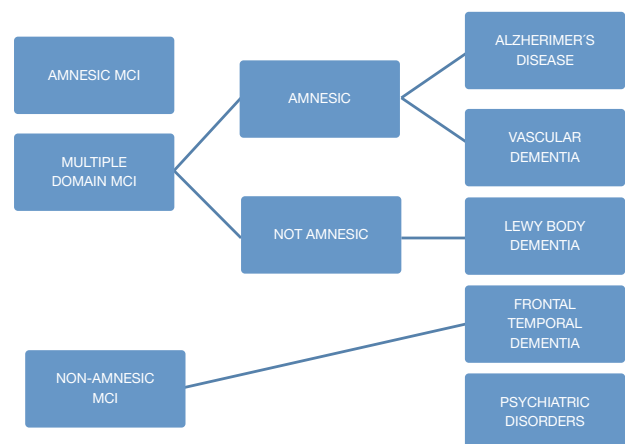 AMNESIC MCI
MULTIPLE
DOMAIN MCI
NON-AMNESIC
MCI
AMNESIC
NOT AMNESIC
ALZHERIMER´S
DISEASE
VASCULAR
DEMENTIA
LEWY BODY
DEMENTIA
FRONTAL
TEMPORAL
DEMENTIA
PSYCHIATRIC
DISORDERS